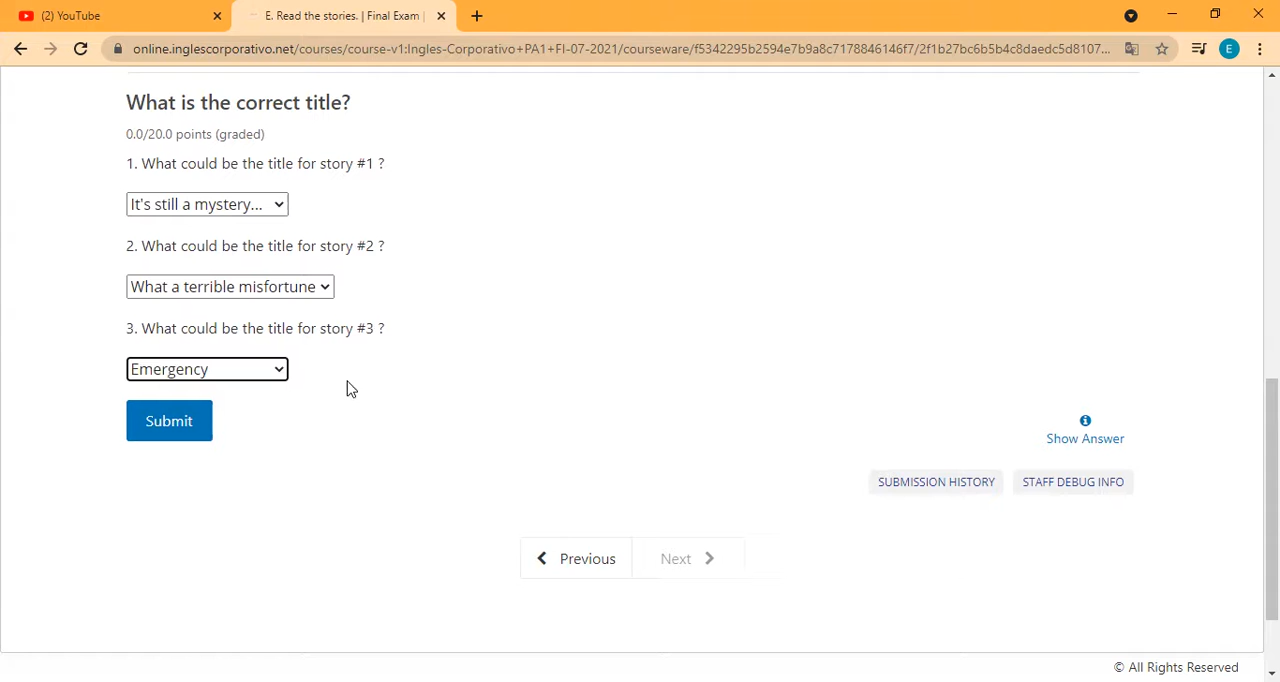 (2) YouTube
E. Read the stories. | Final Exam |
online.inglescorporativo.net/courses/course-v1:Ingles-Corporativo+PA1+FI-07-2021/courseware/f5342295b2594e7b9a8c7178846146f7/2f1b27bc6b5b4c8daedc5d8107...
E
What is the correct title?
0.0/20.0 points (graded)
1. What could be the title for story #1 ?
It's still a mystery...
2. What could be the title for story #2 ?
What a terrible misfortune
3. What could be the title for story #3 ?
Emergency
Submit
Show Answer
SUBMISSION HISTORY
STAFF DEBUG INFO
Previous
Next
© All Rights Reserved